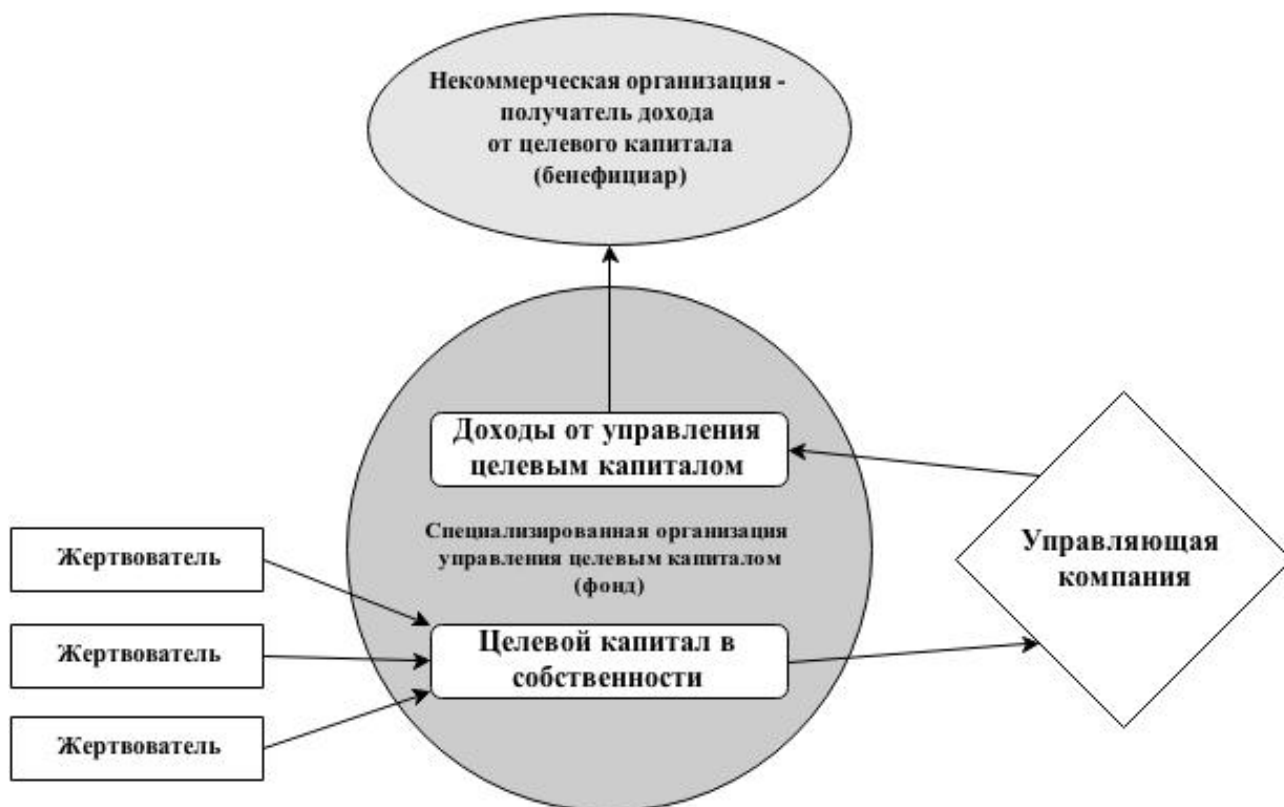 Некоммерческая организация -
получатель дохода
от целевого капитала
(бенефициар)
Доходы от управления
целевым капиталом
Специализированная организация
управления целевым капиталом
(фонд)
Управляющая
компания
Жертвователь
Жертвователь
Жертвователь
Целевой капитал в
собственности